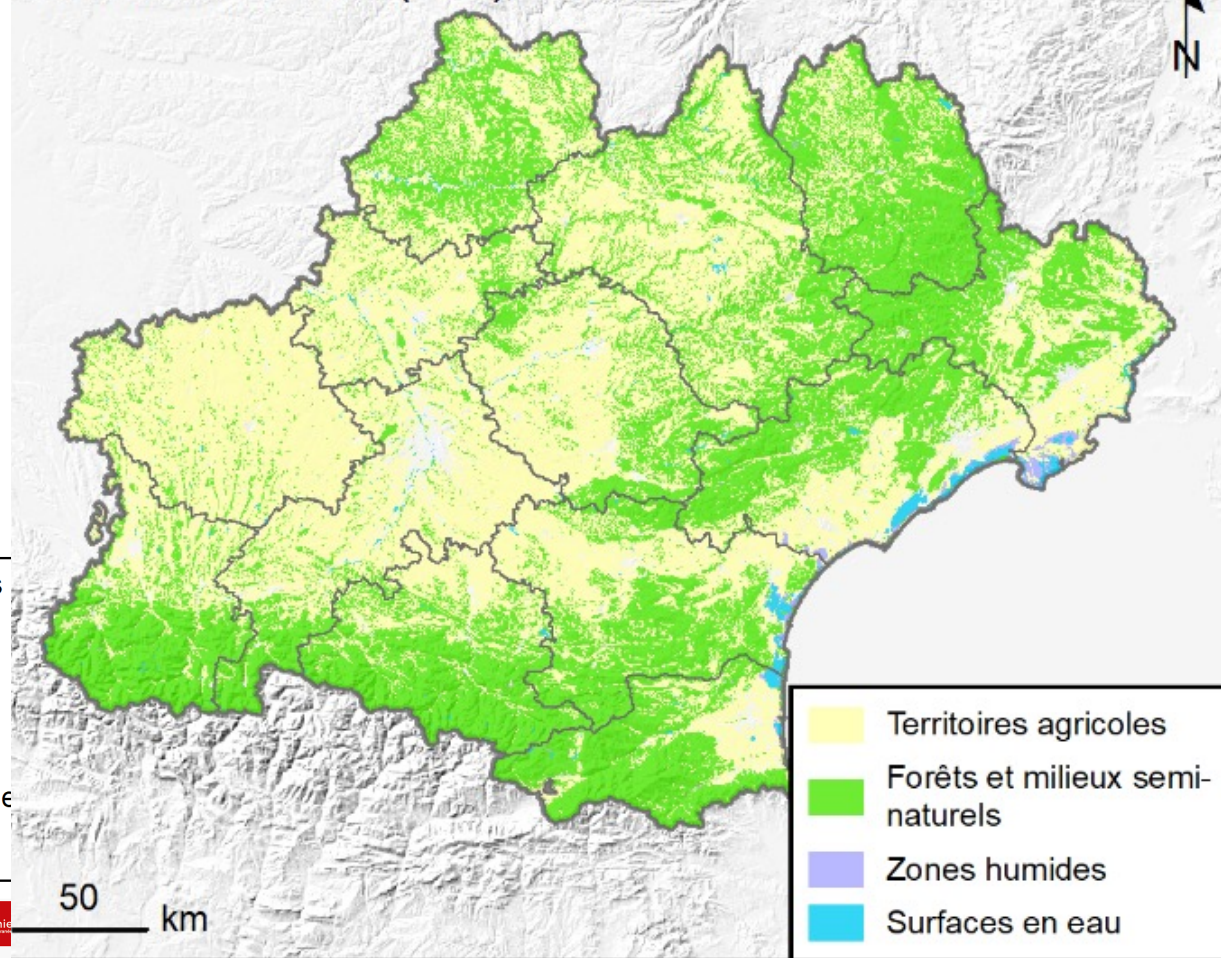 N
Territoires agricoles
Forêts et milieux semi-
naturels
Zones humides
Surfaces en eau
50
km